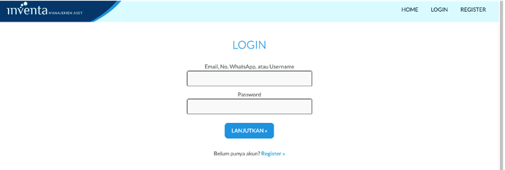 inventa MANAJEMEN ASET
HOME LOGIN REGISTER
LOGIN
Email, No. WhatsApp, atau Username
Password
LANJUTKAN »
Belum punya akun? Register »